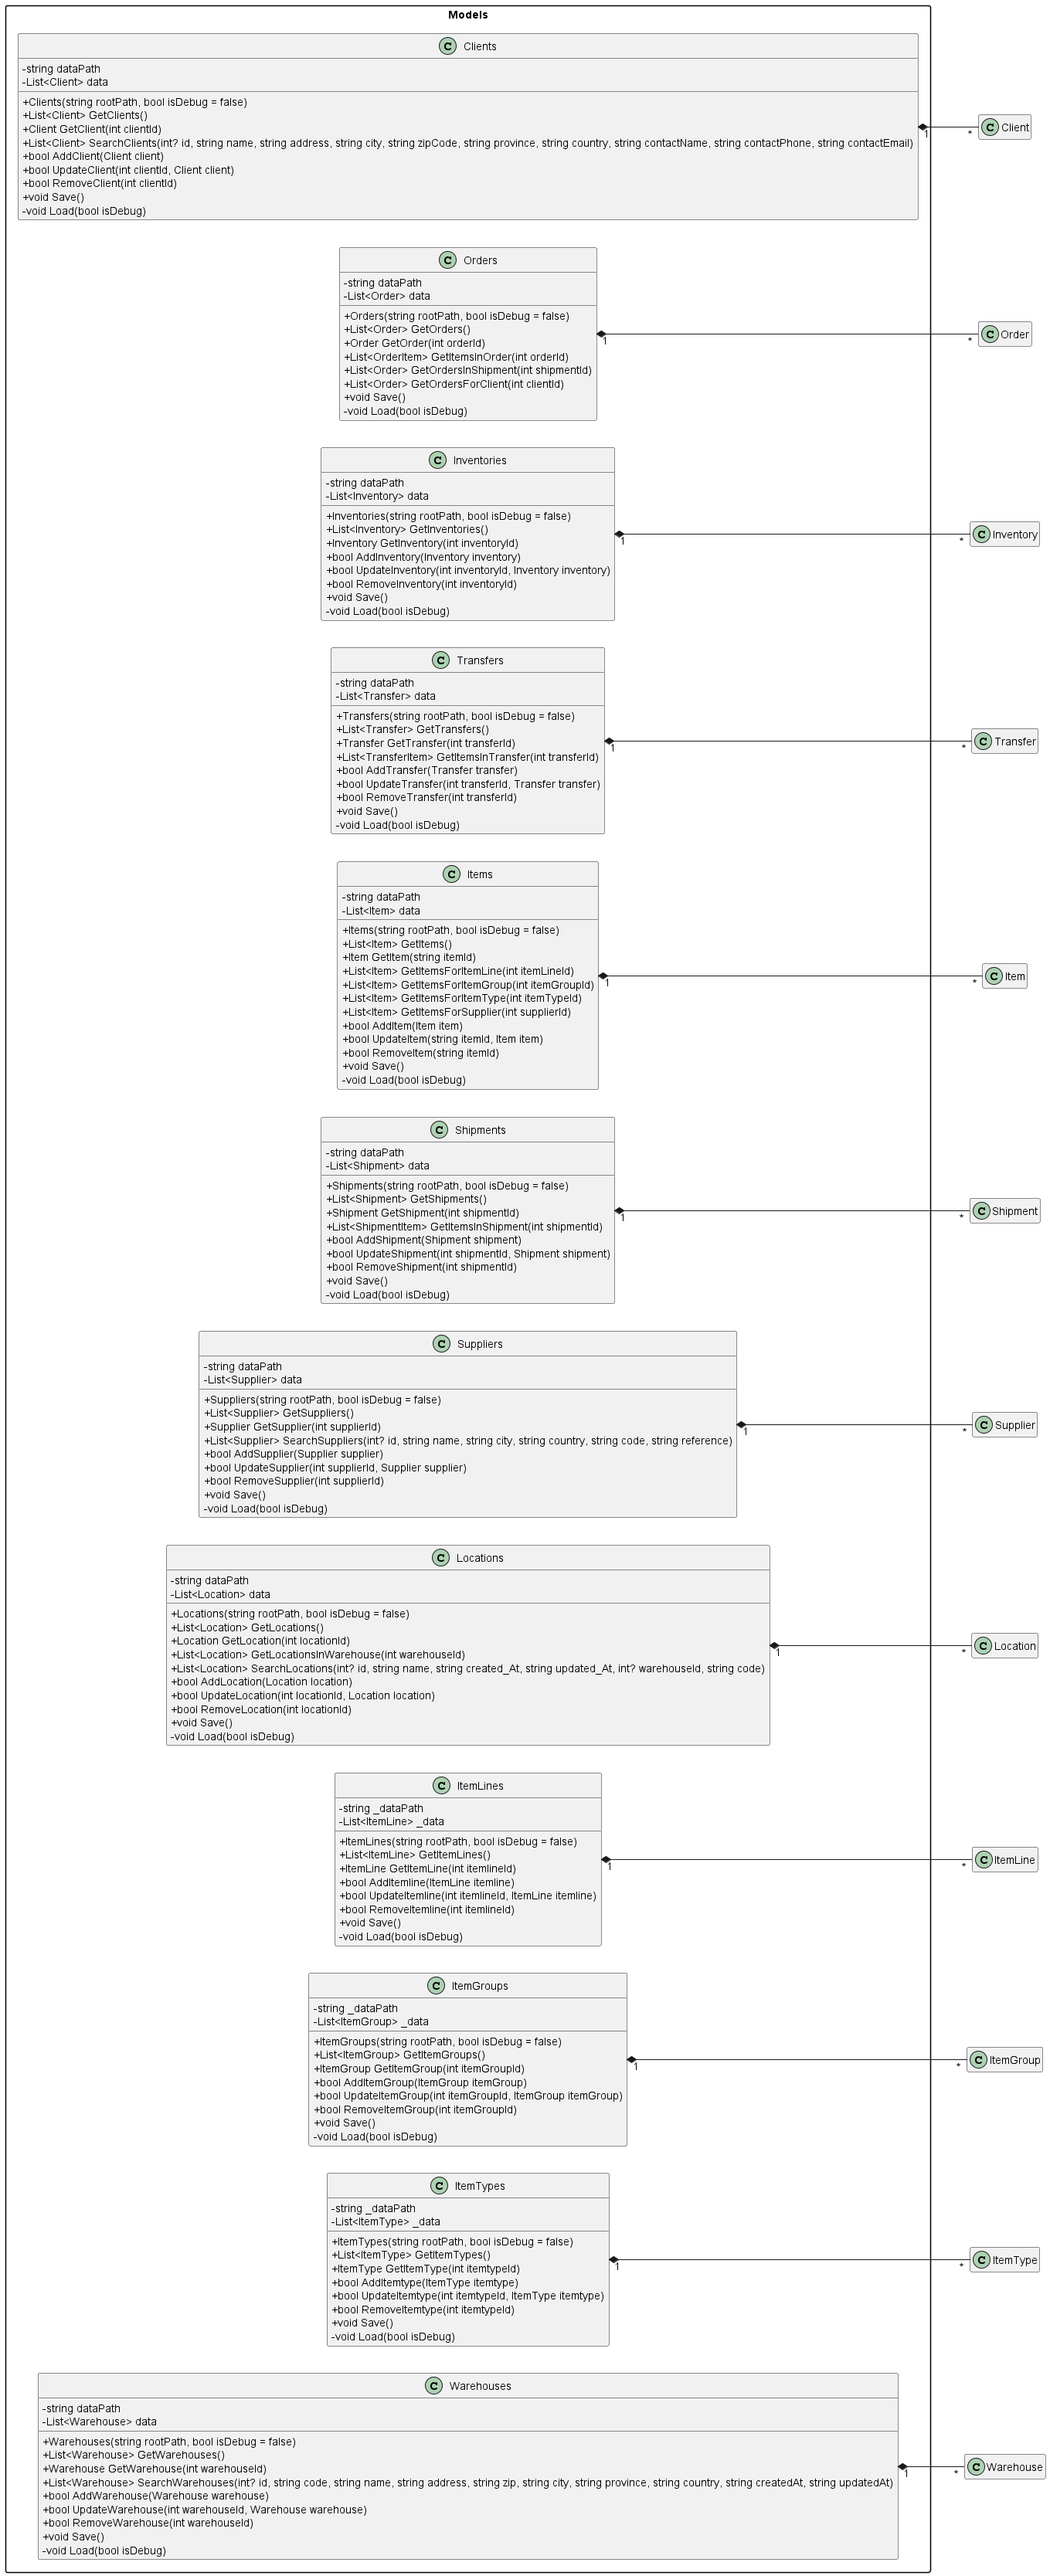 Models
C Clients
-string dataPath
-List<Client> data
+Clients(string rootPath, bool isDebug = false)
+List<Client> GetClients()
+Client GetClient(int clientId)
+List<Client> SearchClients(int? id, string name, string address, string city, string zipCode, string province, string country, string contactName, string contactPhone, string contactEmail)
+bool AddClient(Client client)
+bool UpdateClient(int clientId, Client client)
+bool RemoveClient(int clientId)
+void Save()
-void Load(bool isDebug)
1 * C Client
C Orders
-string dataPath
-List<Order> data
+Orders(string rootPath, bool isDebug = false)
+List<Order> GetOrders()
+Order GetOrder(int orderId)
+List<OrderItem> GetItemsInOrder(int orderId)
+List<Order> GetOrdersInShipment(int shipmentId)
+List<Order> GetOrdersForClient(int clientId)
+void Save()
-void Load(bool isDebug)
1 * C Order
C Inventories
-string dataPath
-List<Inventory> data
+Inventories(string rootPath, bool isDebug = false)
+List<Inventory> GetInventories()
+Inventory GetInventory(int inventoryId)
+bool AddInventory(Inventory inventory)
+bool UpdateInventory(int inventoryId, Inventory inventory)
+bool RemoveInventory(int inventoryId)
+void Save()
-void Load(bool isDebug)
1 * C Inventory
C Transfers
-string dataPath
-List<Transfer> data
+Transfers(string rootPath, bool isDebug = false)
+List<Transfer> GetTransfers()
+Transfer GetTransfer(int transferId)
+List<TransferItem> GetItemsInTransfer(int transferId)
+bool AddTransfer(Transfer transfer)
+bool UpdateTransfer(int transferId, Transfer transfer)
+bool RemoveTransfer(int transferId)
+void Save()
-void Load(bool isDebug)
1 * C Transfer
C Items
-string dataPath
-List<Item> data
+Items(string rootPath, bool isDebug = false)
+List<Item> GetItems()
+Item GetItem(string itemId)
+List<Item> GetItemsForItemLine(int itemLineId)
+List<Item> GetItemsForItemGroup(int itemGroupId)
+List<Item> GetItemsForItemType(int itemTypeId)
+List<Item> GetItemsForSupplier(int supplierId)
+bool AddItem(Item item)
+bool UpdateItem(string itemId, Item item)
+bool RemoveItem(string itemId)
+void Save()
-void Load(bool isDebug)
1 * C Item
C Shipments
-string dataPath
-List<Shipment> data
+Shipments(string rootPath, bool isDebug = false)
+List<Shipment> GetShipments()
+Shipment GetShipment(int shipmentId)
+List<ShipmentItem> GetItemsInShipment(int shipmentId)
+bool AddShipment(Shipment shipment)
+bool UpdateShipment(int shipmentId, Shipment shipment)
+bool RemoveShipment(int shipmentId)
+void Save()
-void Load(bool isDebug)
1 * C Shipment
C Suppliers
-string dataPath
-List<Supplier> data
+Suppliers(string rootPath, bool isDebug = false)
+List<Supplier> GetSuppliers()
+Supplier GetSupplier(int supplierId)
+List<Supplier> SearchSuppliers(int? id, string name, string city, string country, string code, string reference)
+bool AddSupplier(Supplier supplier)
+bool UpdateSupplier(int supplierId, Supplier supplier)
+bool RemoveSupplier(int supplierId)
+void Save()
-void Load(bool isDebug)
1 * C Supplier
C Locations
-string dataPath
-List<Location> data
+Locations(string rootPath, bool isDebug = false)
+List<Location> GetLocations()
+Location GetLocation(int locationId)
+List<Location> GetLocationsInWarehouse(int warehouseId)
+List<Location> SearchLocations(int? id, string name, string created_At, string updated_At, int? warehouseId, string code)
+bool AddLocation(Location location)
+bool UpdateLocation(int locationId, Location location)
+bool RemoveLocation(int locationId)
+void Save()
-void Load(bool isDebug)
1 * C Location
C ItemLines
-string _dataPath
-List<ItemLine> _data
+ItemLines(string rootPath, bool isDebug = false)
+List<ItemLine> GetItemLines()
+ItemLine GetItemLine(int itemlineId)
+bool AddItemline(ItemLine itemline)
+bool UpdateItemline(int itemlineId, ItemLine itemline)
+bool RemoveItemline(int itemlineId)
+void Save()
-void Load(bool isDebug)
1 * C ItemLine
C ItemGroups
-string _dataPath
-List<ItemGroup> _data
+ItemGroups(string rootPath, bool isDebug = false)
+List<ItemGroup> GetItemGroups()
+ItemGroup GetItemGroup(int itemGroupId)
+bool AddItemGroup(ItemGroup itemGroup)
+bool UpdateItemGroup(int itemGroupId, ItemGroup itemGroup)
+bool RemoveItemGroup(int itemGroupId)
+void Save()
-void Load(bool isDebug)
1 * C ItemGroup
C ItemTypes
-string _dataPath
-List<ItemType> _data
+ItemTypes(string rootPath, bool isDebug = false)
+List<ItemType> GetItemTypes()
+ItemType GetItemType(int itemtypeId)
+bool AddItemtype(ItemType itemtype)
+bool UpdateItemtype(int itemtypeId, ItemType itemtype)
+bool RemoveItemtype(int itemtypeId)
+void Save()
-void Load(bool isDebug)
1 * C ItemType
C Warehouses
-string dataPath
-List<Warehouse> data
+Warehouses(string rootPath, bool isDebug = false)
+List<Warehouse> GetWarehouses()
+Warehouse GetWarehouse(int warehouseId)
+List<Warehouse> SearchWarehouses(int? id, string code, string name, string address, string zip, string city, string province, string country, string createdAt, string updatedAt)
+bool AddWarehouse(Warehouse warehouse)
+bool UpdateWarehouse(int warehouseId, Warehouse warehouse)
+bool RemoveWarehouse(int warehouseId)
+void Save()
-void Load(bool isDebug)
1 * C Warehouse